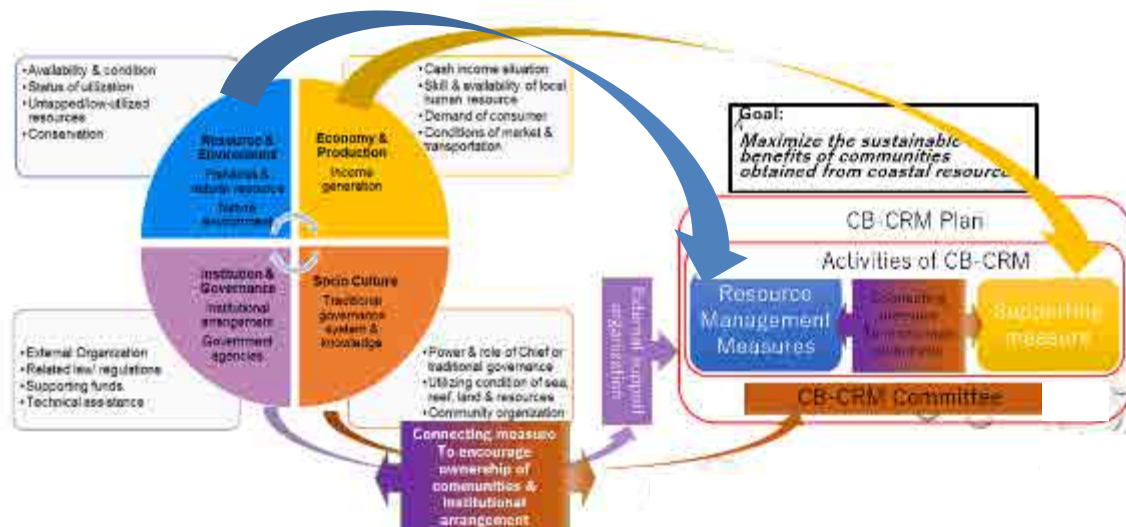 •Availability & condition
•Status of utilization
•Untapped/low-utilized
resources
•Conservation
Resource &
Environment
Fisheries &
natural resource
Nature
environment
Economy &
Production
Income
generation
•Cash income situation
•Skill & availability of local
human resource
•Demand of consumer
•Conditions of market &
transportation
Institution &
Governance
Institutional
arrangement
Government
agencies
Socio Culture
Traditional
governance
system &
knowledge
•External Organization
•Related law/ regulations
•Supporting funds
•Technical assistance
•Power & role of Chief or
traditional governance
•Utilizing condition of sea,
reef, land & resources
•Community organization
Connecting measure
To encourage
ownership of
communities &
Institutional
arrangement
External support
organization
Goal:
Maximize the sustainable
benefits of communities
obtained from coastal resource
CB-CRM Plan
Activities of CB-CRM
Resource
Management
Measures
Connecting
measure
Supporting
measure
CB-CRM Committee